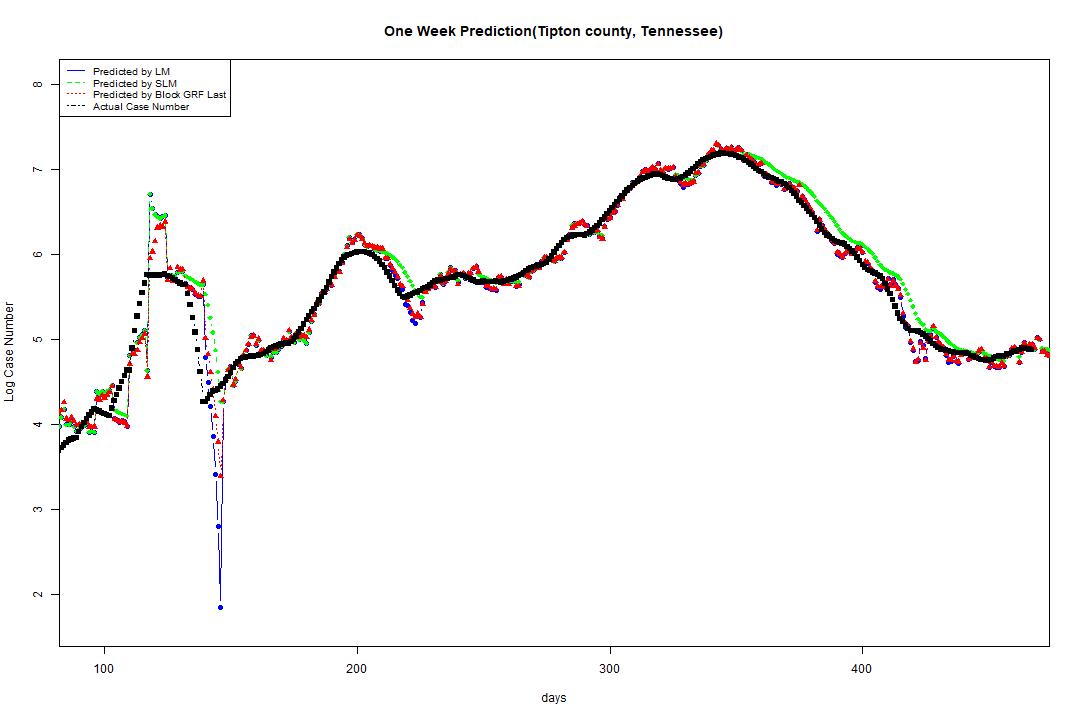 One Week Prediction(Tipton county, Tennessee)
Predicted by LM
Predicted by SLM
Predicted by Block GRF Last
Actual Case Number
8
7
6
5
4
3
2
Log Case Number
100
200
300
400
days